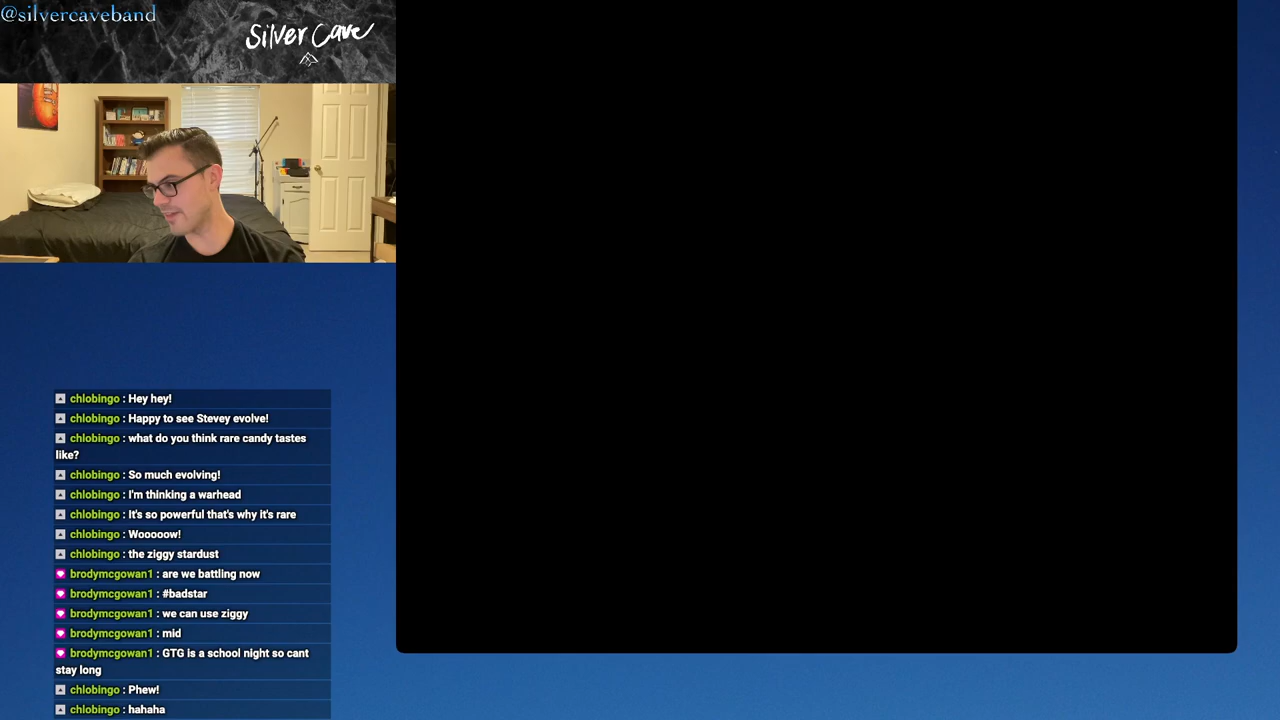 @silvercaveband
Silver Cave
chlobingo : Hey hey!
chlobingo : Happy to see Stevey evolve!
chlobingo : what do you think rare candy tastes
like?
chlobingo : So much evolving!
chlobingo : I'm thinking a warhead
chlobingo : It's so powerful that's why it's rare
chlobingo : Wooooow!
chlobingo : the ziggy stardust
brodymcgowan1 : are we battling now
brodymcgowan1 : #badstar
brodymcgowan1 : we can use ziggy
brodymcgowan1 : mid
brodymcgowan1 : GTG is a school night so cant
stay long
chlobingo : Phew!
chlobingo : hahaha